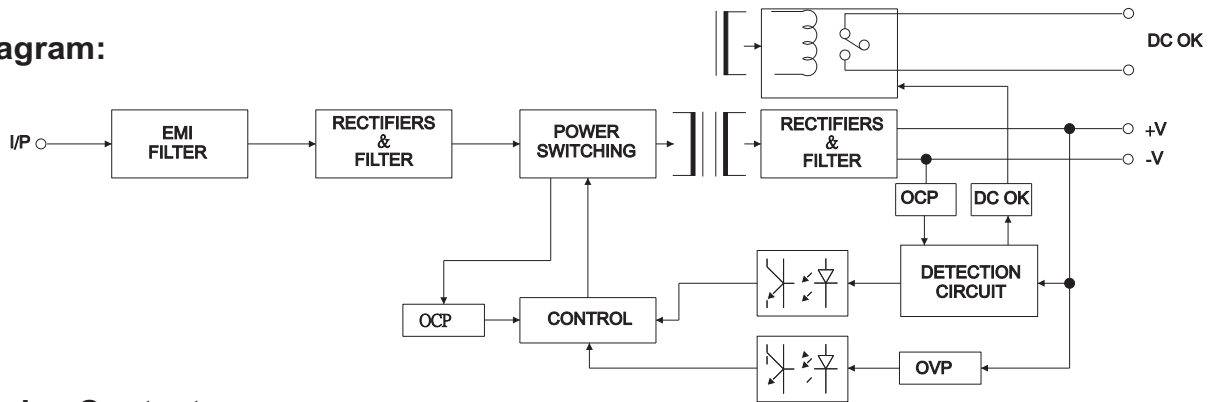 agram:
DC OK
I/P
EMI
FILTER
RECTIFIERS
&
FILTER
POWER
SWITCHING
RECTIFIERS
&
FILTER
+V
-V
OCP
DC OK
DETECTION
CIRCUIT
OCP
CONTROL
OVP